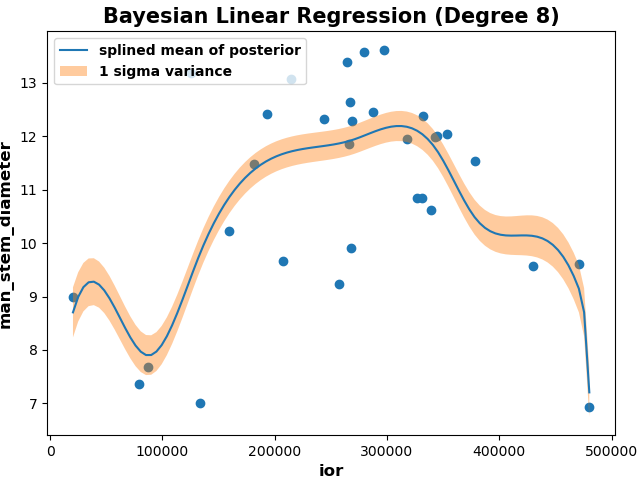 Bayesian Linear Regression (Degree 8)
splined mean of posterior
1 sigma variance
13
12
11
10
9
8
7
man_stem_diameter
0
100000
200000
300000
400000
500000
ior